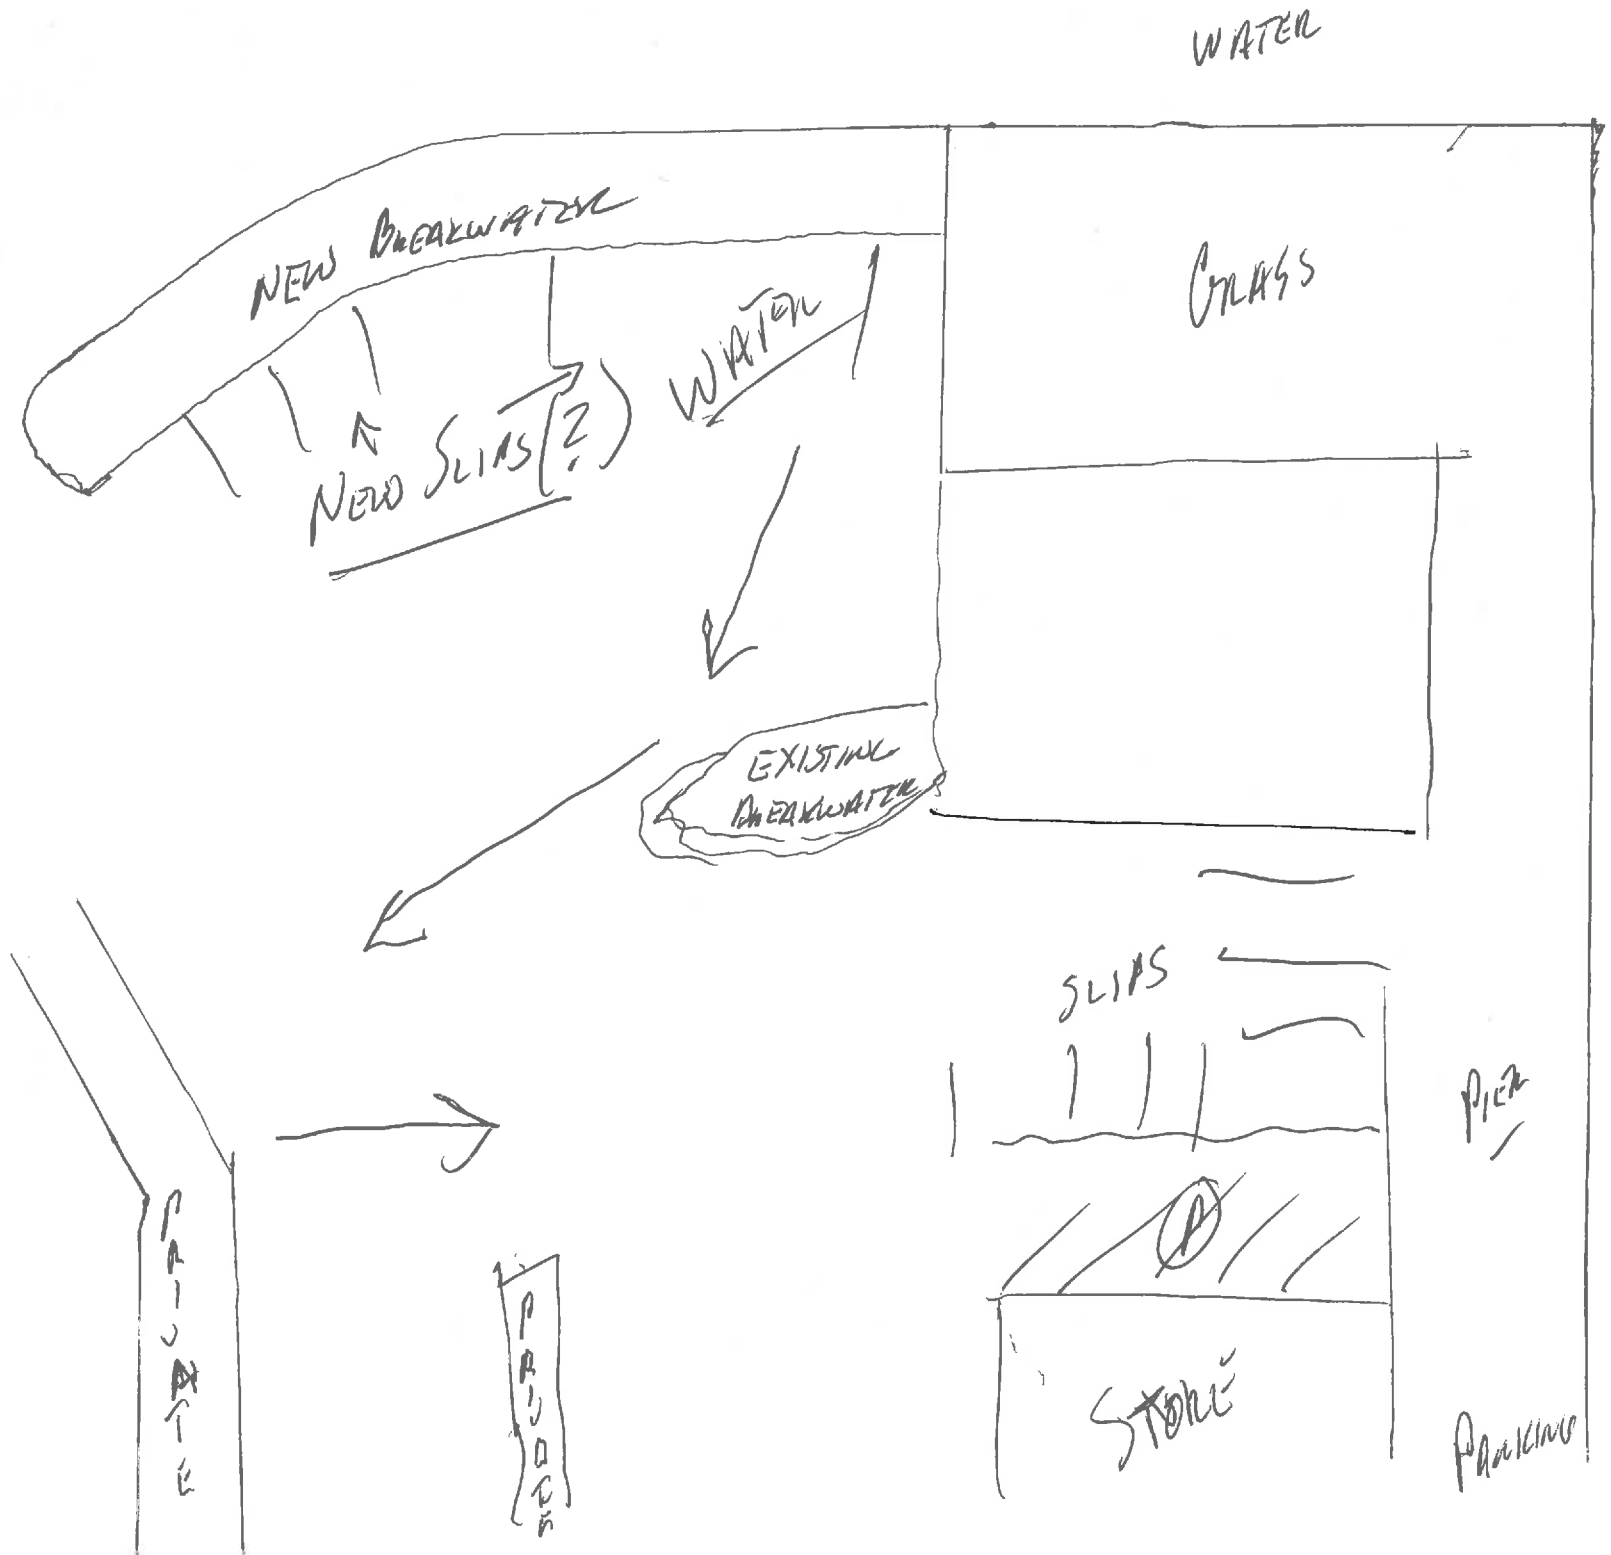 WATER
NEW BREAKWATER
GRASS
WATER
NEW SLIPS(?)
EXISTING
BREAKWATER
SLIPS
PIER
PRIVATE
P
PRIVATE
STORE
PARKING